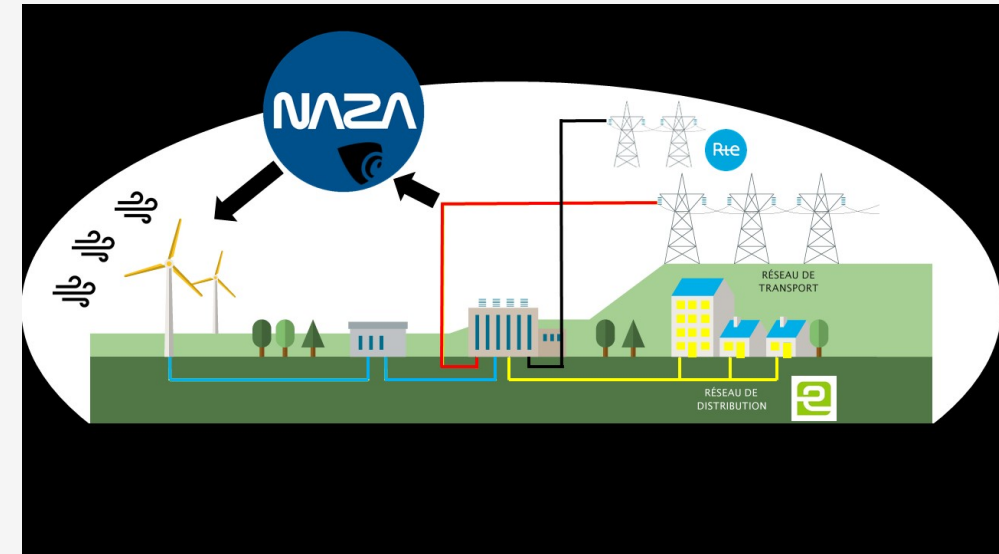 NAZA
Rte
RÉSEAU DE
TRANSPORT
RÉSEAU DE
DISTRIBUTION